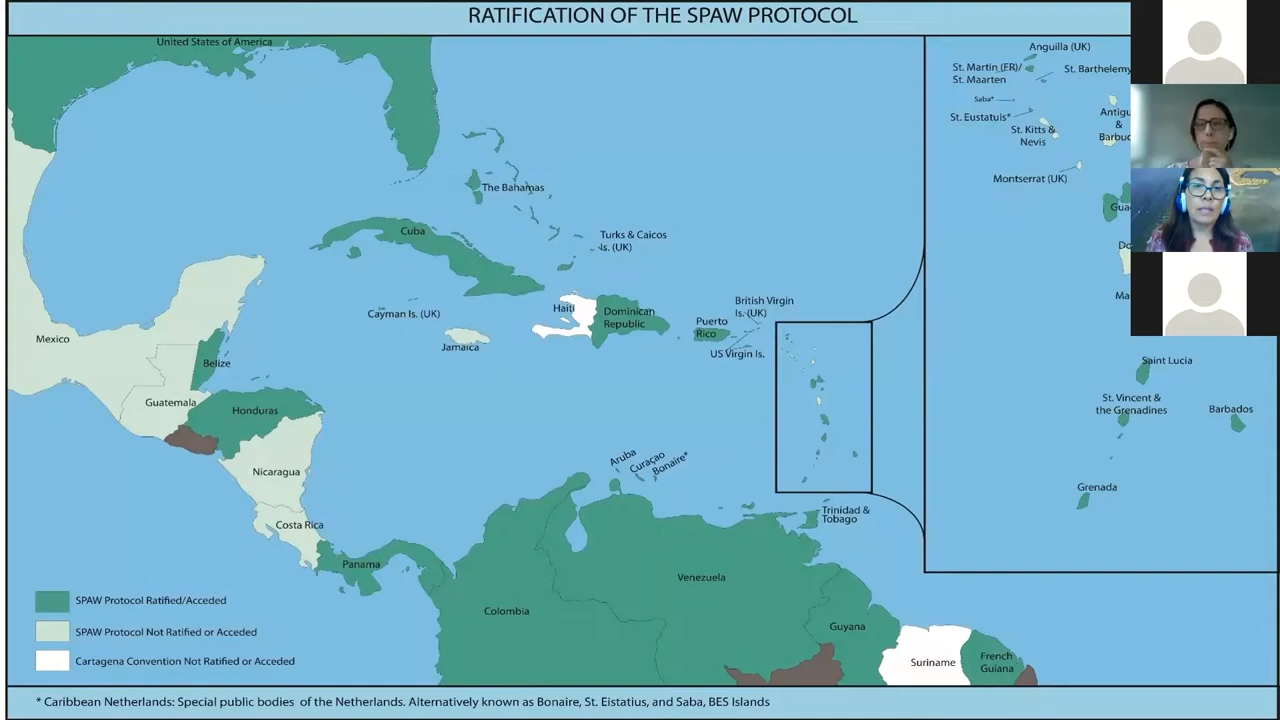 RATIFICATION OF THE SPAW PROTOCOL
United States of America
Anguilla (UK)
St. Martin (FR)/
St. Maarten
St. Barthelemy
Saba*
St. Eustatuis*
St. Kitts &
Nevis
Antigu
&
Barbuc
Montserrat (UK)
Gua
Do
Ma
The Bahamas
Cuba
Turks & Caicos
Is. (UK)
Cayman Is. (UK)
Jamaica
Haiti
Dominican
Republic
Puerto
Rico
British Virgin
Is. (UK)
US Virgin Is.
Mexico
Belize
Guatemala
Honduras
Nicaragua
Costa Rica
Panama
Aruba
Curaçao
Bonaire*
Trinidad &
Tobago
Saint Lucia
St. Vincent &
the Grenadines
Barbados
Grenada
Venezuela
Colombia
Guyana
Suriname
French
Guiana
SPAW Protocol Ratified/Acceded
SPAW Protocol Not Ratified or Acceded
Cartagena Convention Not Ratified or Acceded
* Caribbean Netherlands: Special public bodies of the Netherlands. Alternatively known as Bonaire, St. Eistatius, and Saba, BES Islands